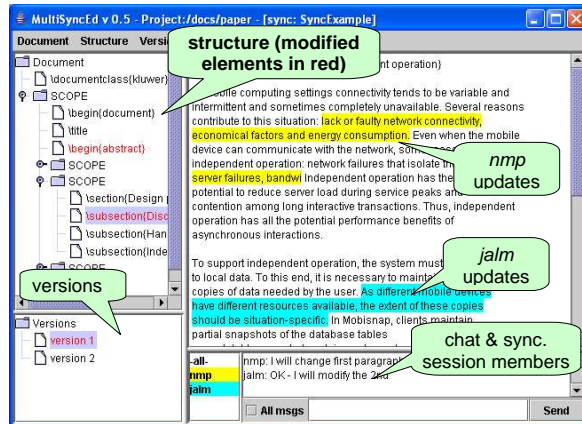 MultiSyncEd v 0.5 - Project:/docs/paper - [sync: SyncExample]
Document Structure
structure (modified
elements in red)
Document
\documentclass{kluwer}
SCOPE
\begin{document}
\title
\begin{abstract}
SCOPE
SCOPE
\section{Design
\subsection{Disc
\subsection{Han
\subsection{Inde
SCOPE
versions
Versions
version 1
version 2
ent operation}
mobile computing settings connectivity tends to be variable and
intermittent and sometimes completely unavailable. Several reasons
contribute to this situation: lack or faulty network connectivity,
economical factors and energy consumption. Even when the mobile
device can communicate with the network, som
independent operation: network failures that isolate th
server failures, bandwi Independent operation has the
potential to reduce server load during service peaks an
contention among long interactive transactions. Thus, independent
operation has all the potential performance benefits of
asynchronous interactions.
nmp
updates
To support independent operation, the system must
to local data. To this end, it is necessary to maintai
copies of data needed by the user. As different mobile devices
have different resources available, the extent of these copies
should be situation-specific. In Mobisnap, clients maintain
partial snapshots of the database tables
jalm
updates
chat & sync.
session members
-all-
nmp
jalm
nmp: I will change first paragraph
jalm: OK - I will modify the 2nd
All msgs
Send